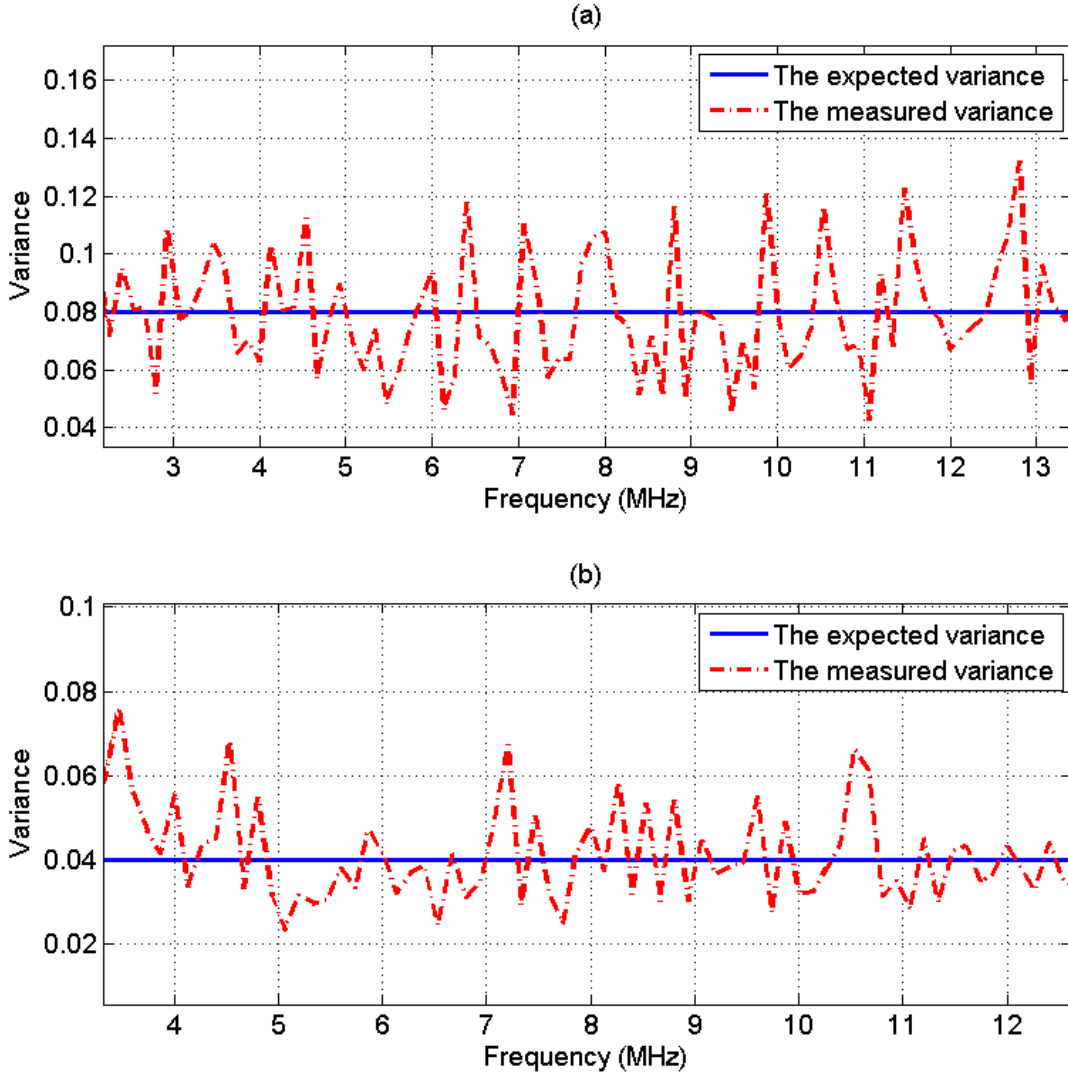 (a)
The expected variance
The measured variance
0.16
0.14
0.12
0.1
0.08
0.06
0.04
Variance
3 4 5 6 7 8 9 10 11 12 13
Frequency (MHz)
(b)
The expected variance
The measured variance
0.1
0.08
0.06
0.04
0.02
Variance
4 5 6 7 8 9 10 11 12
Frequency (MHz)